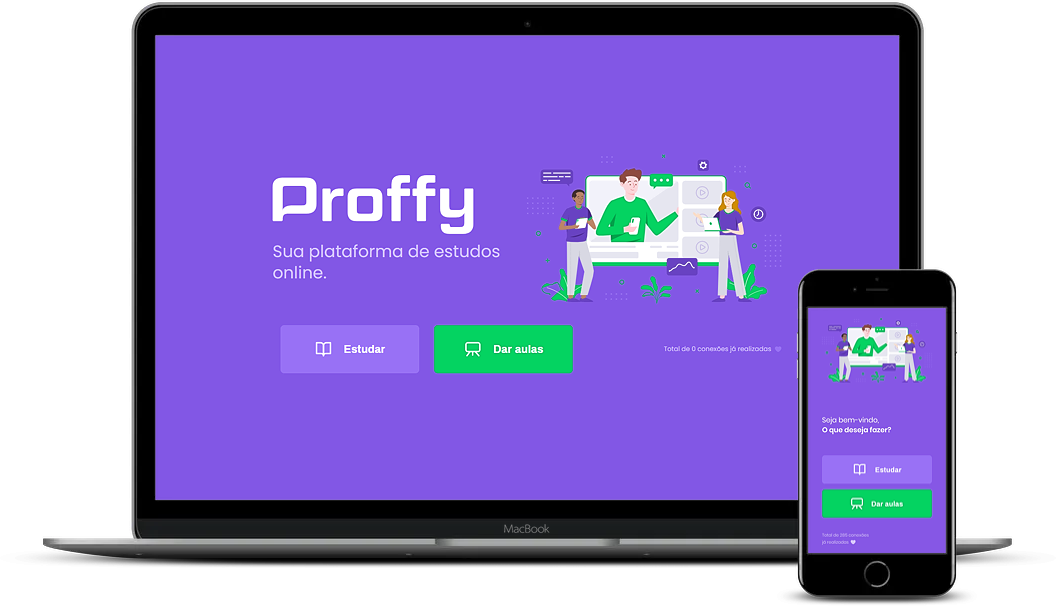 Proffy
Sua plataforma de estudos
online.
Estudar
Dar aulas
Total de 0 conexões já realizadas
MacBook
Seja bem-vindo,
O que deseja fazer?
Estudar
Dar aulas
Total de 285 conexões
já realizadas